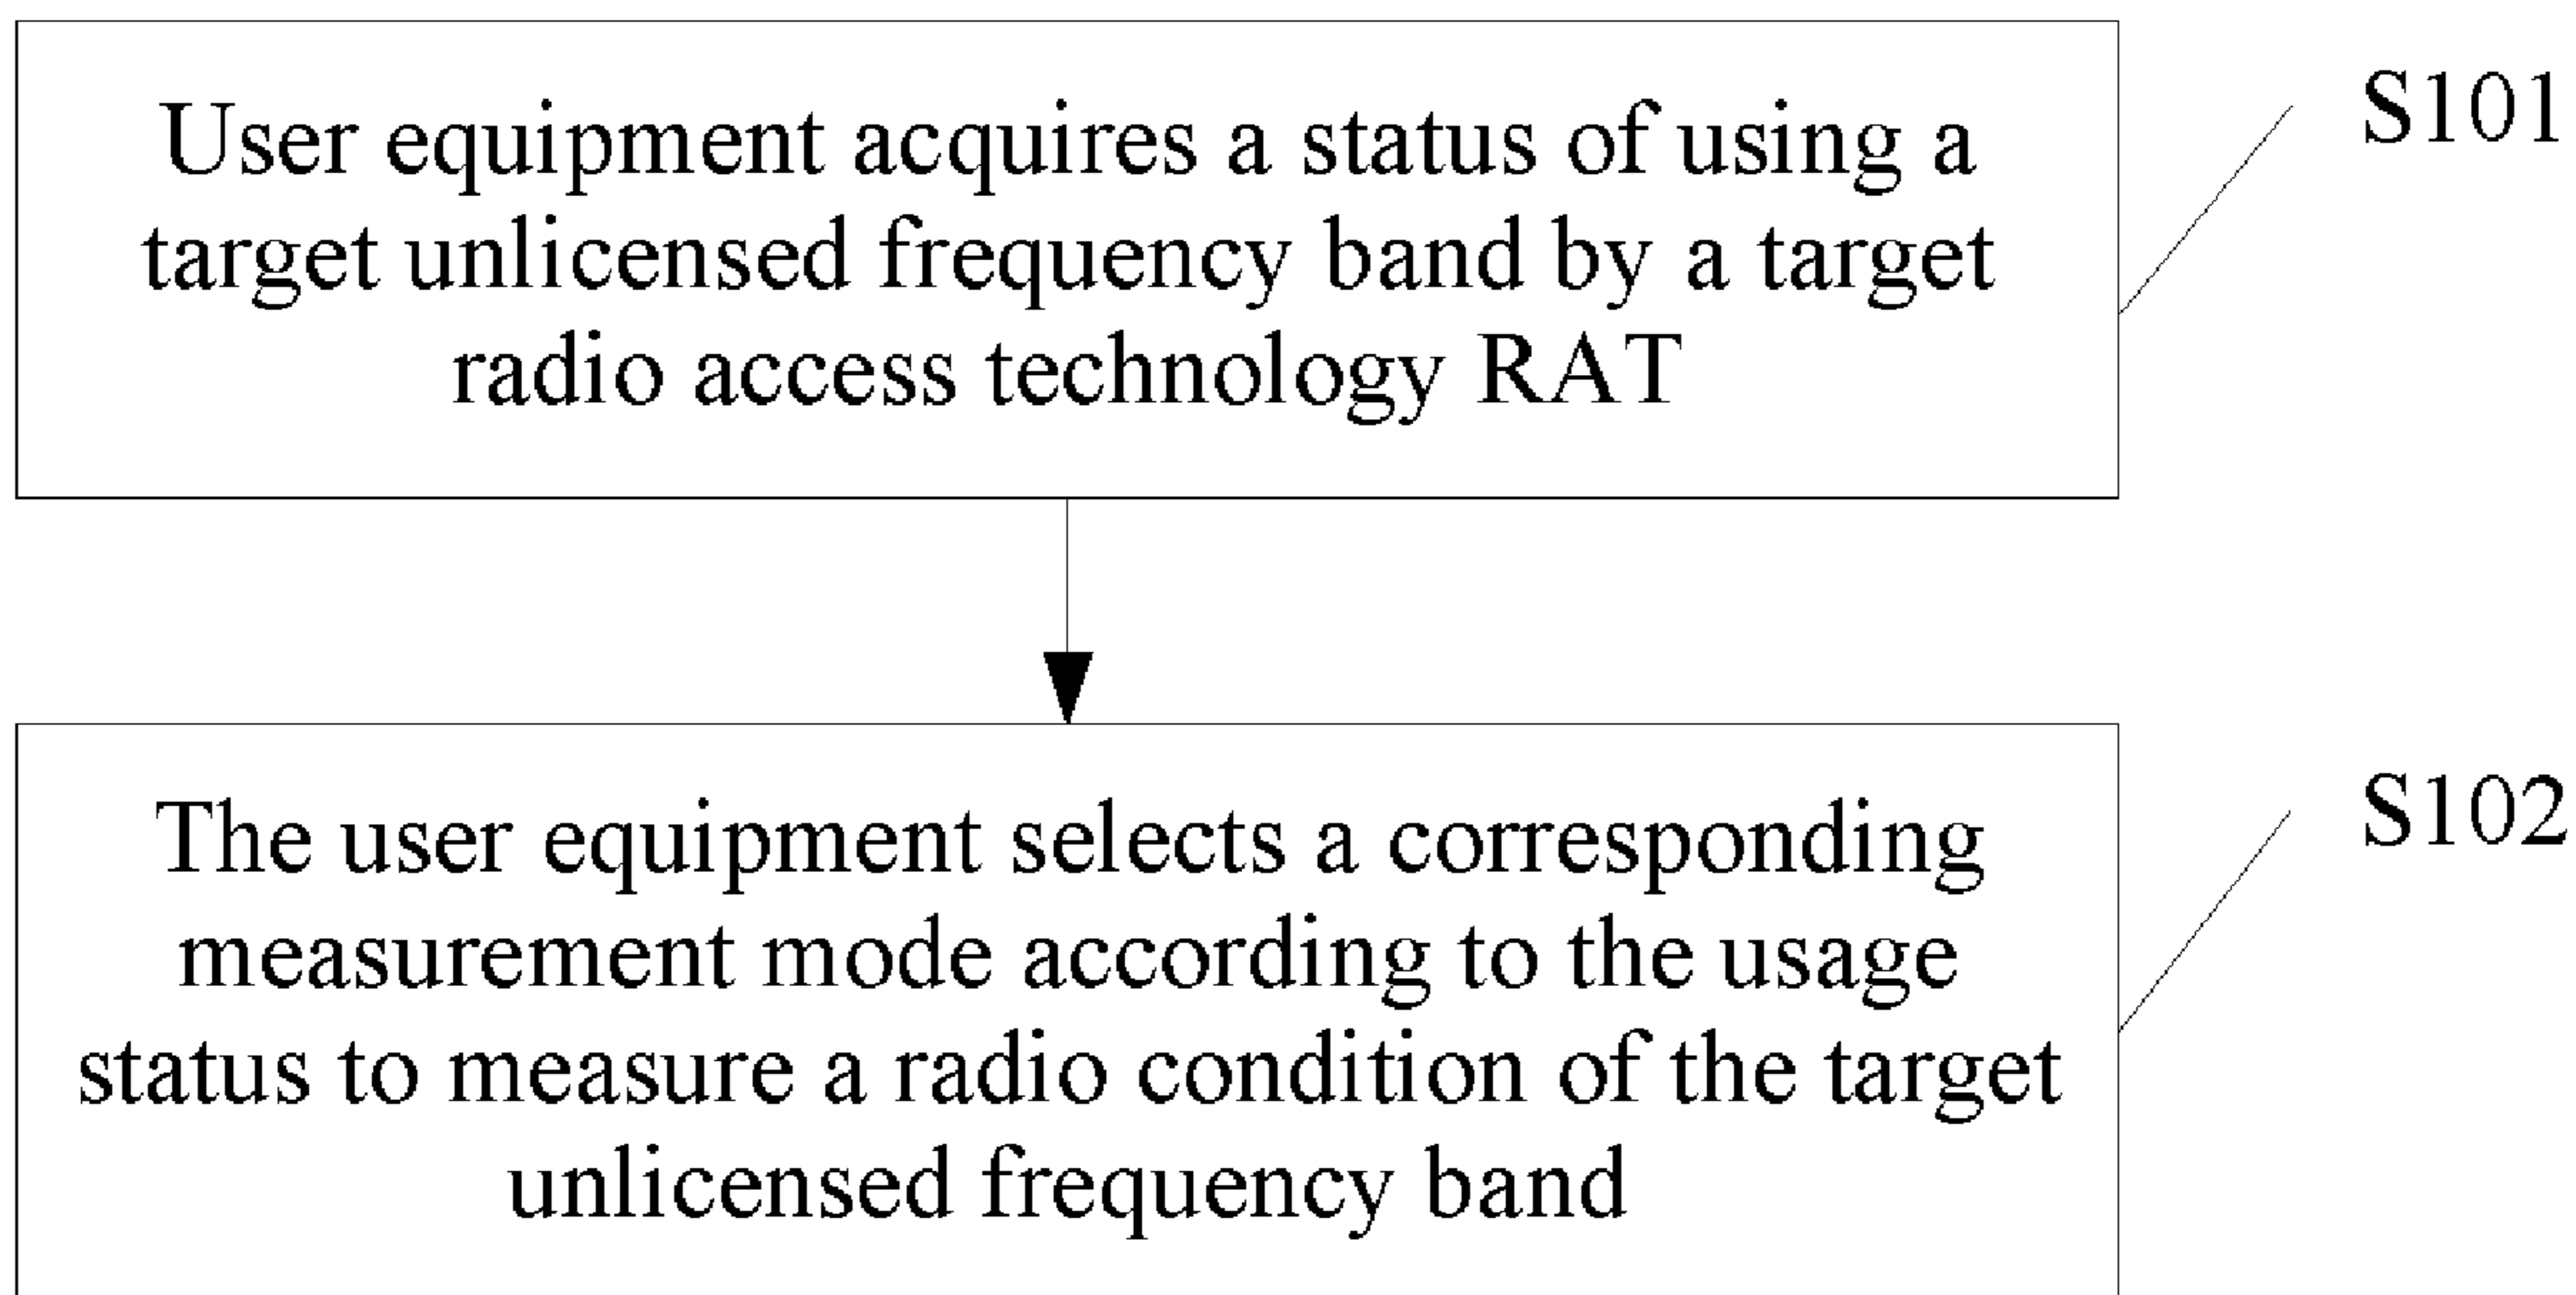 User equipment acquires a status of using a
target unlicensed frequency band by a target
radio access technology RAT
S101
The user equipment selects a corresponding
measurement mode according to the usage
status to measure a radio condition of the target
unlicensed frequency band
S102